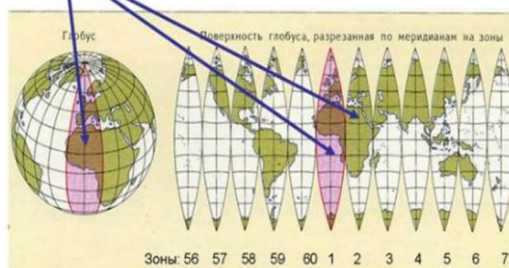 Глобус
Поверхность глобуса, разрезанная по меридианам на зоны
Зоны: 56 57 58 59 60 1 2 3 4 5 6 7